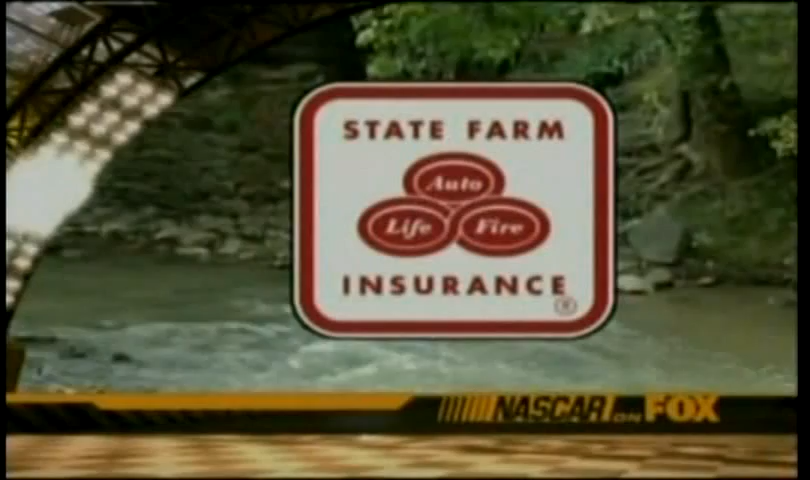 STATE FARM
Auto
Life Fire
INSURANCE
®
NASCAR ON FOX